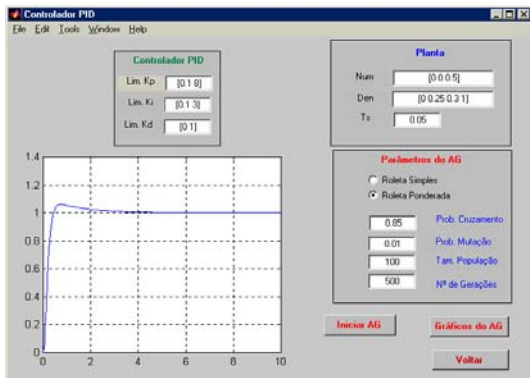 Controlador PID
File Edit Tools Window Help
Controlador PID
Lim. Kp [0.1 8]
Lim. Ki [0.1 3]
Lim. Kd [0 1]
Planta
Num [0 0 0.5]
Den [0 0.25 0.3 1]
Ts 0.05
Parâmetros do AG
Roleta Simples
Roleta Ponderada
0.85 Prob. Cruzamento
0.01 Prob. Mutação
100 Tam. População
500 Nº de Gerações
1.4
1.2
1
0.8
0.6
0.4
0.2
0
0 2 4 6 8 10
Iniciar AG
Gráficos do AG
Voltar